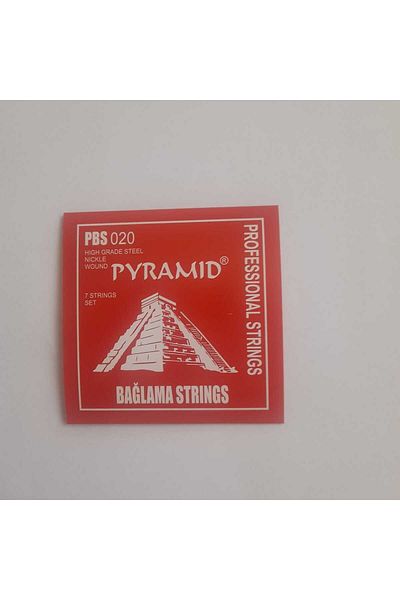 PBS 020
HIGH GRADE STEEL
NICKLE
WOUND
PYRAMID®
7 STRINGS
SET
BAĞLAMA STRINGS
PROFESSIONAL STRINGS